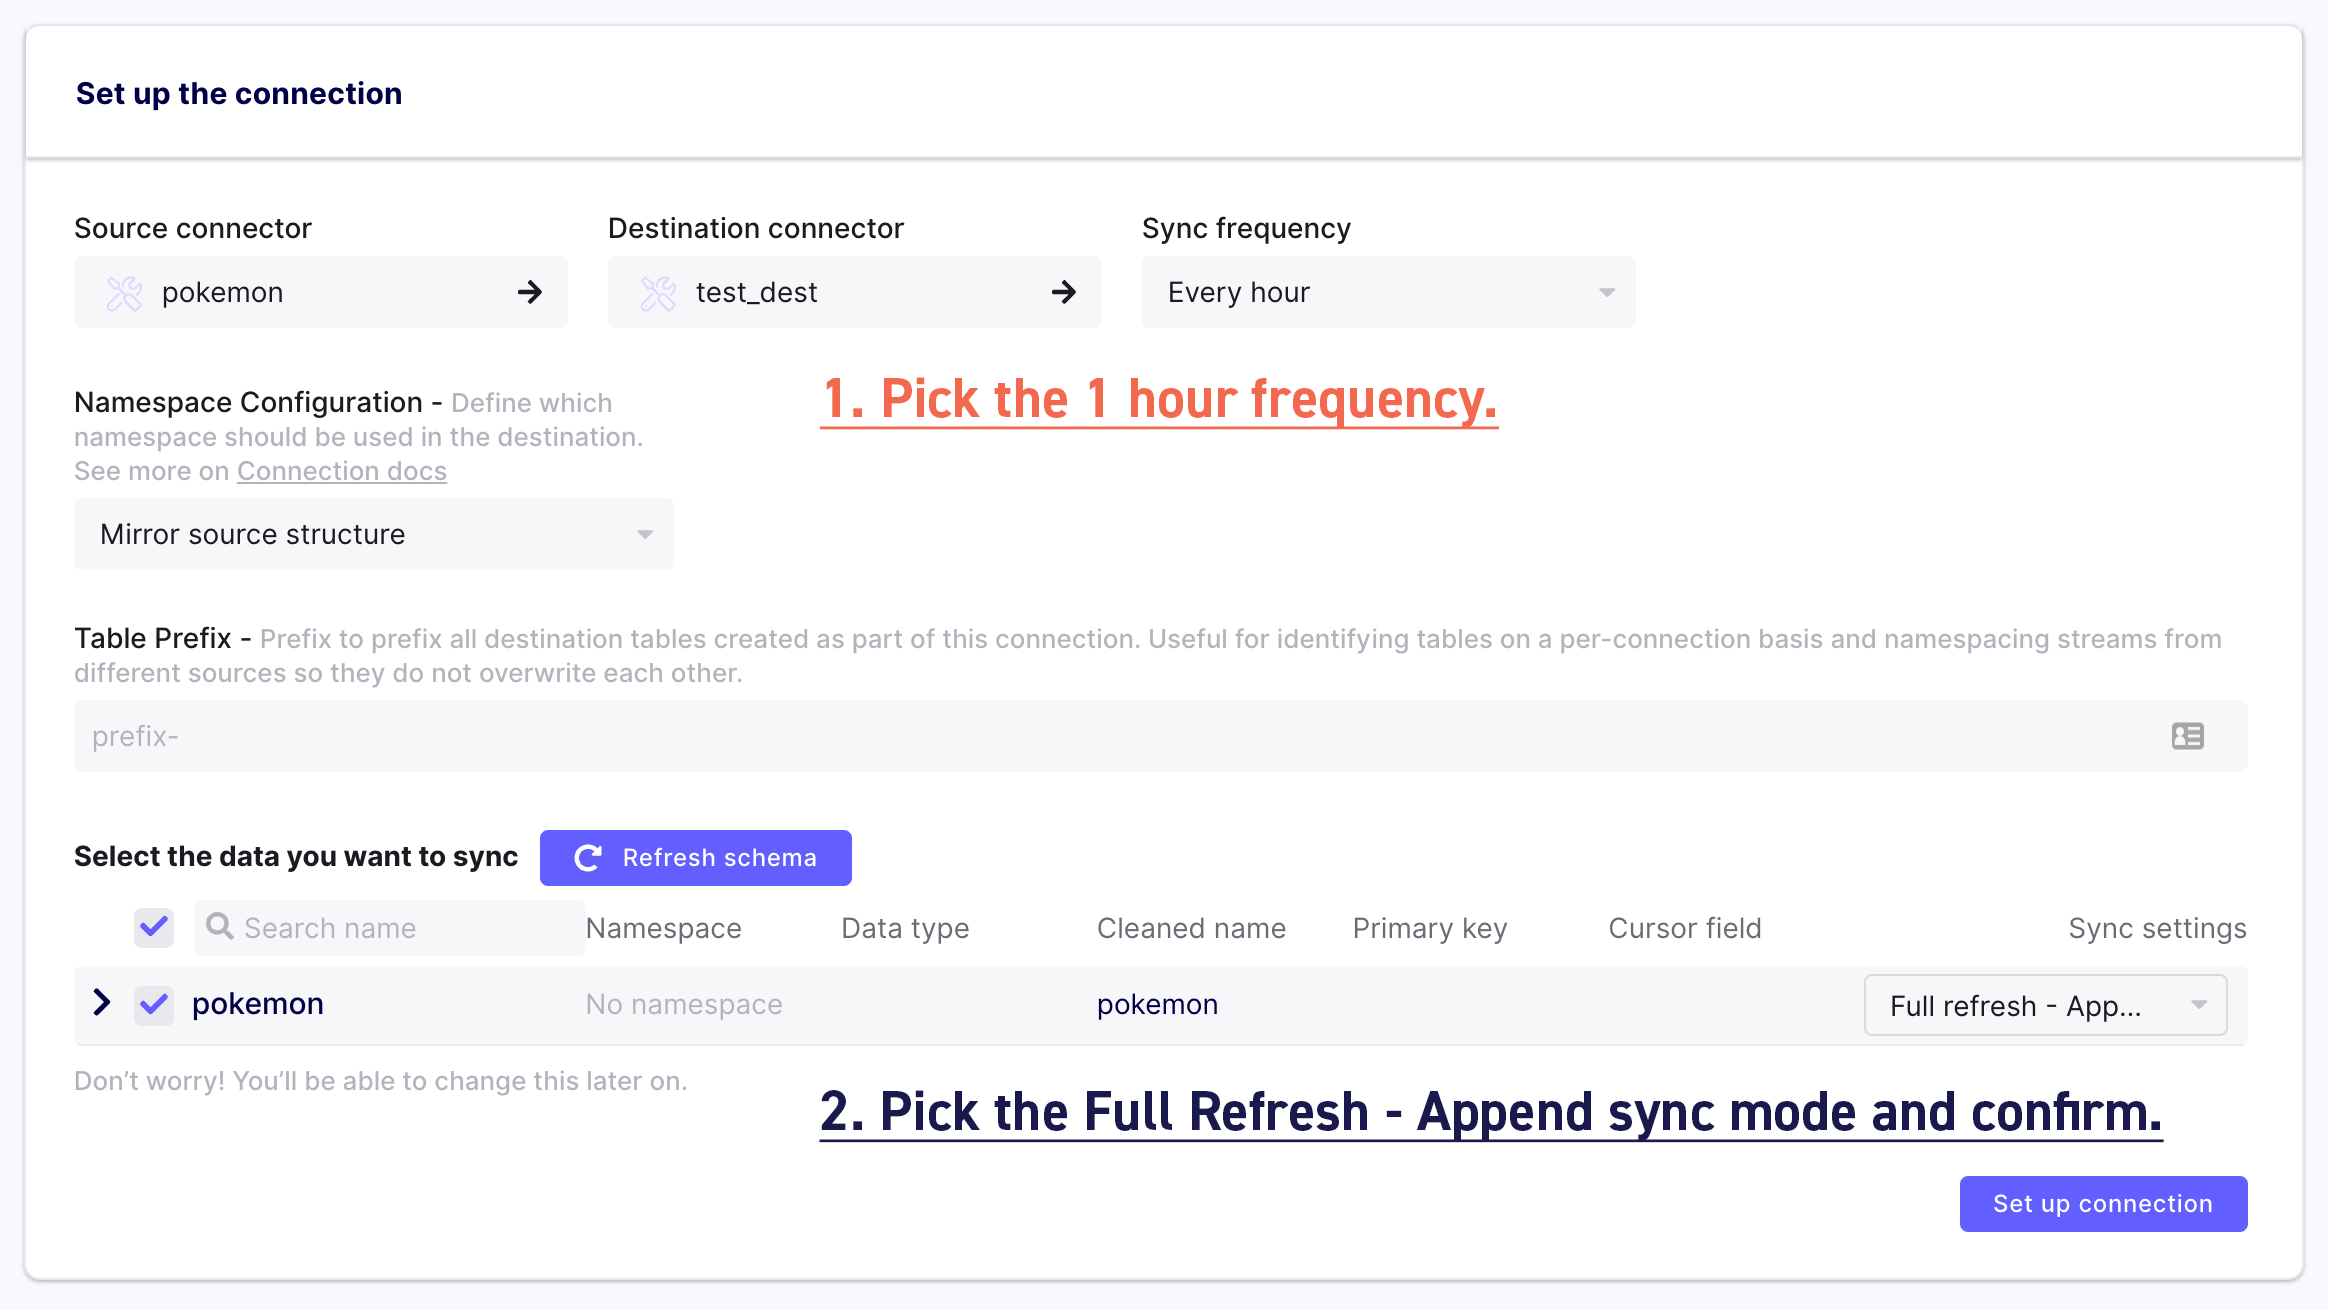 Set up the connection
Source connector
Destination connector
Sync frequency
pokemon
test_dest
Every hour
1. Pick the 1 hour frequency.
Namespace Configuration - Define which
namespace should be used in the destination.
See more on Connection docs
Mirror source structure
Table Prefix - Prefix to prefix all destination tables created as part of this connection. Useful for identifying tables on a per-connection basis and namespacing streams from
different sources so they do not overwrite each other.
prefix-
Select the data you want to sync
Refresh schema
Search name
Namespace
Data type
Cleaned name
Primary key
Cursor field
Sync settings
pokemon
No namespace
pokemon
Full refresh - App...
Don’t worry! You’ll be able to change this later on.
2. Pick the Full Refresh - Append sync mode and confirm.
Set up connection